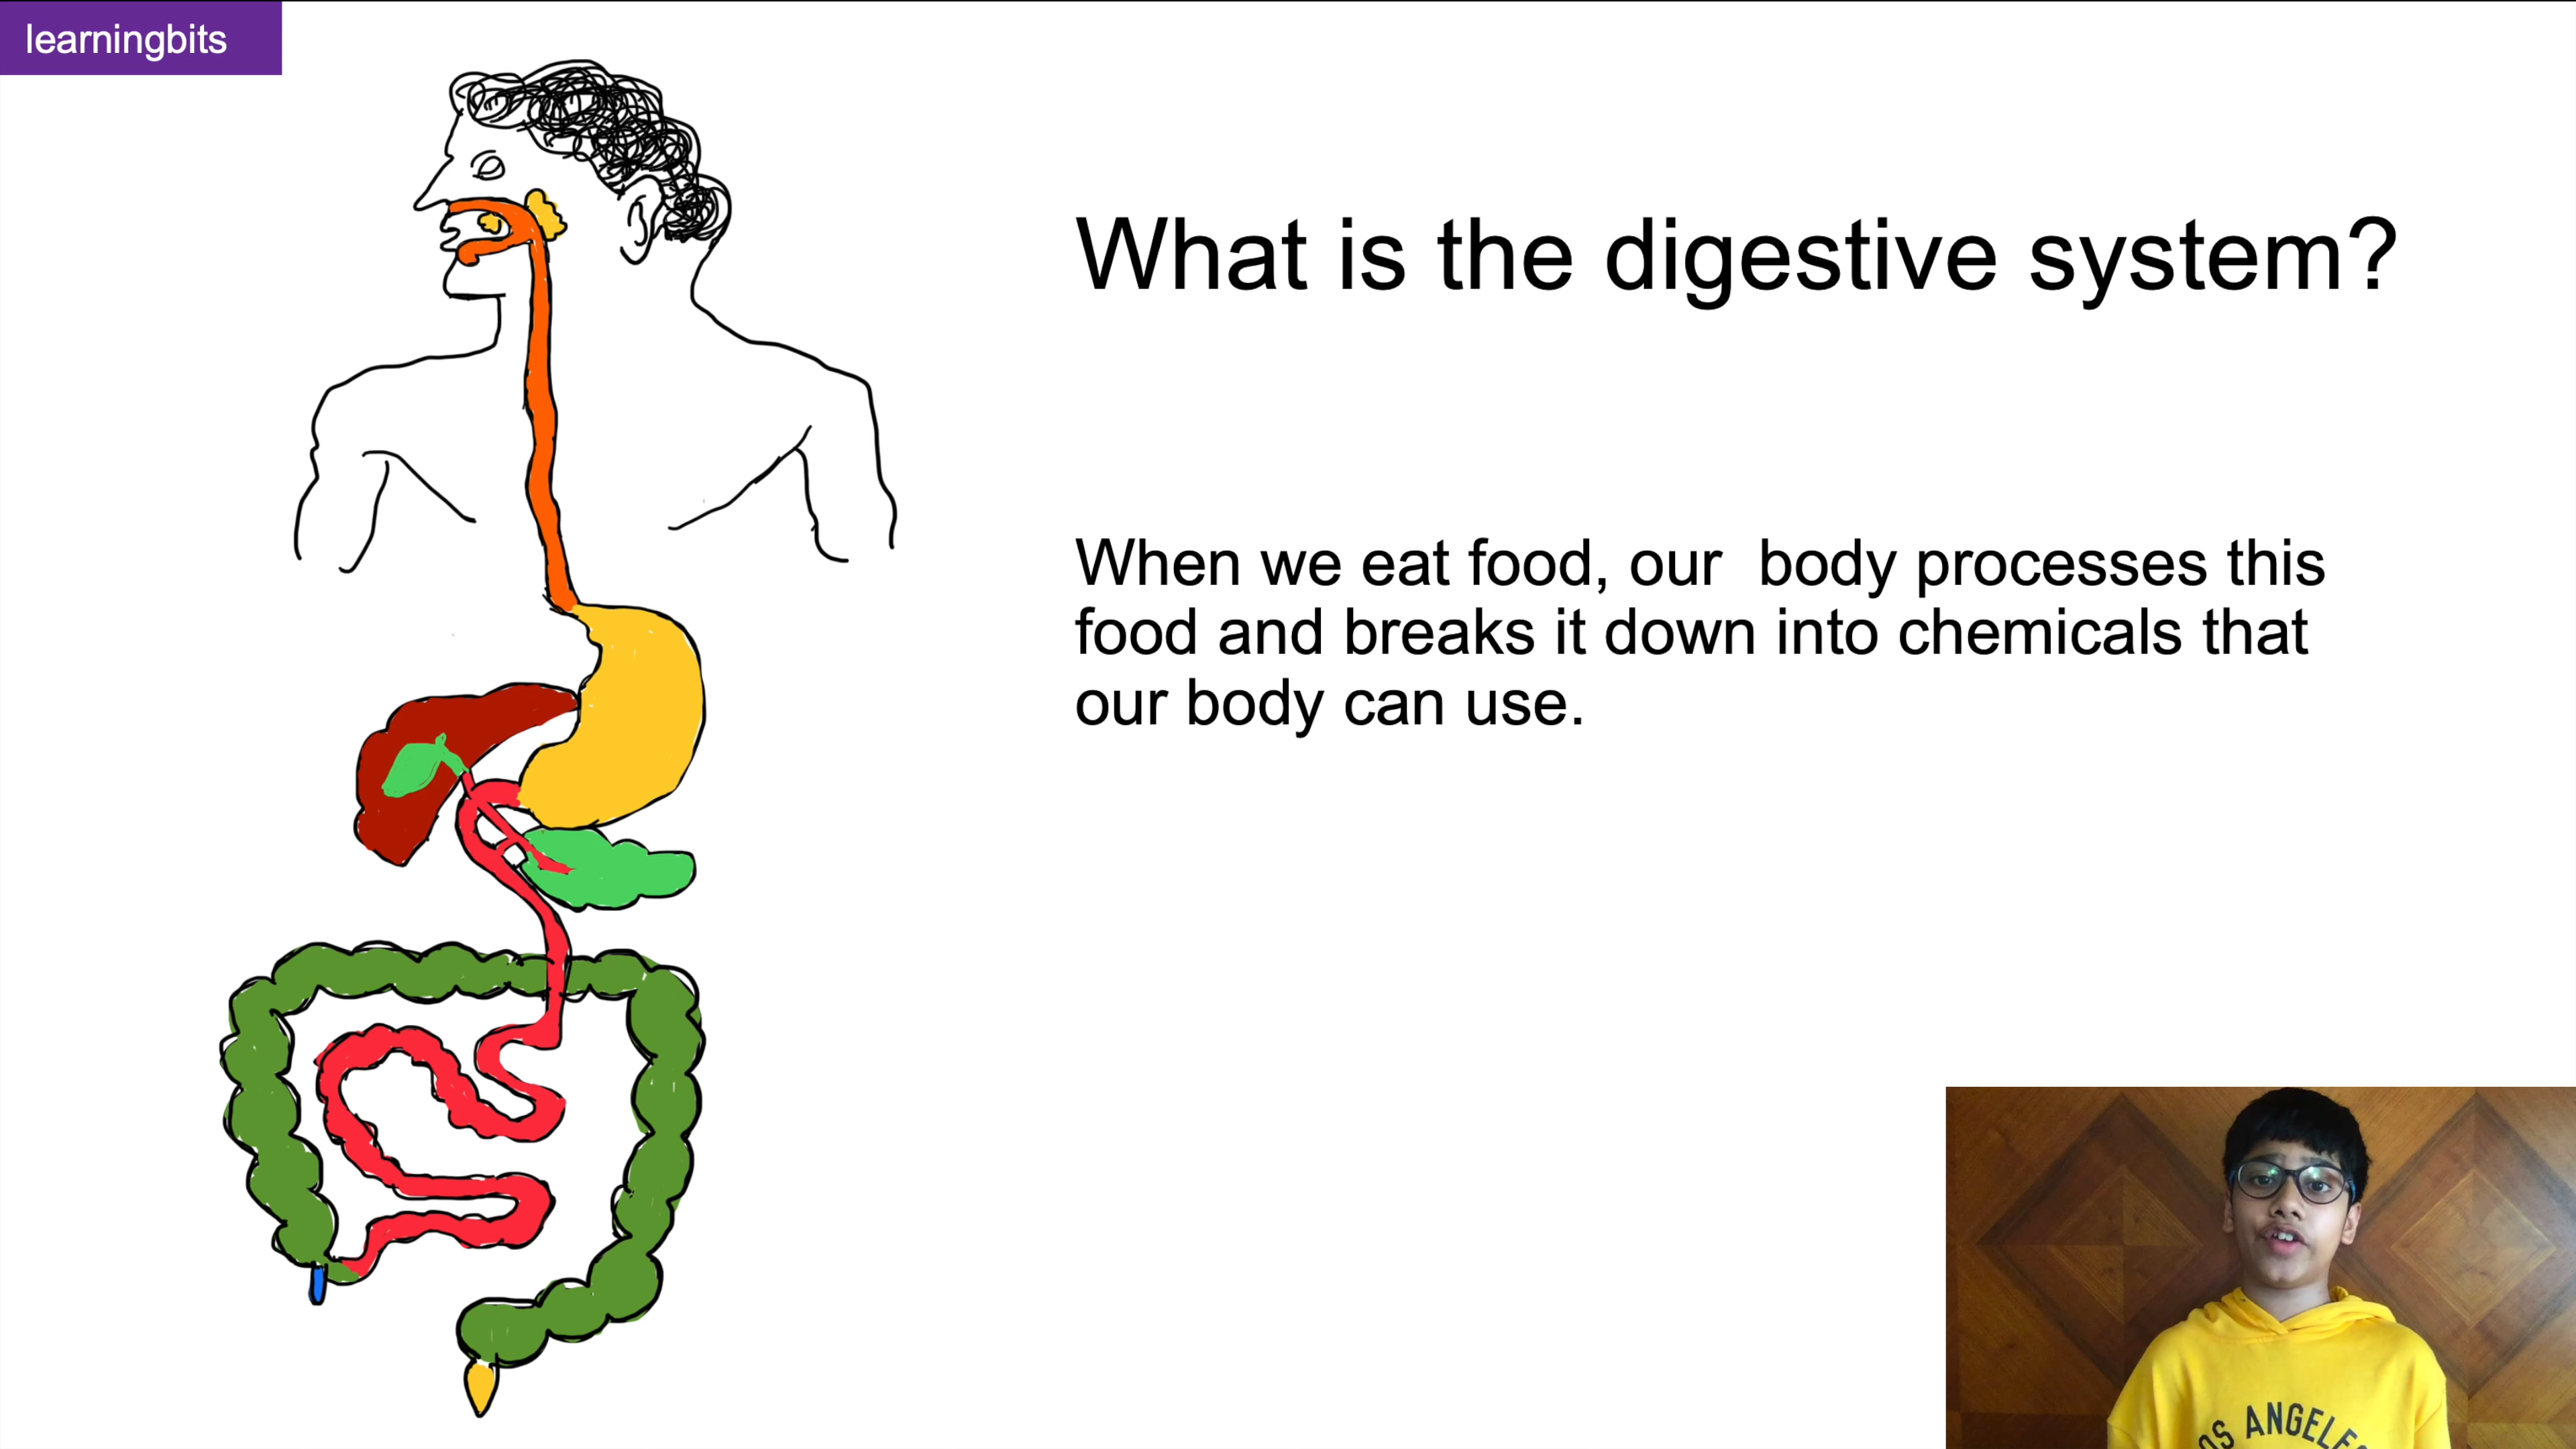 learningbits
What is the digestive system?
When we eat food, our  body processes this
food and breaks it down into chemicals that
our body can use.
ANGELE